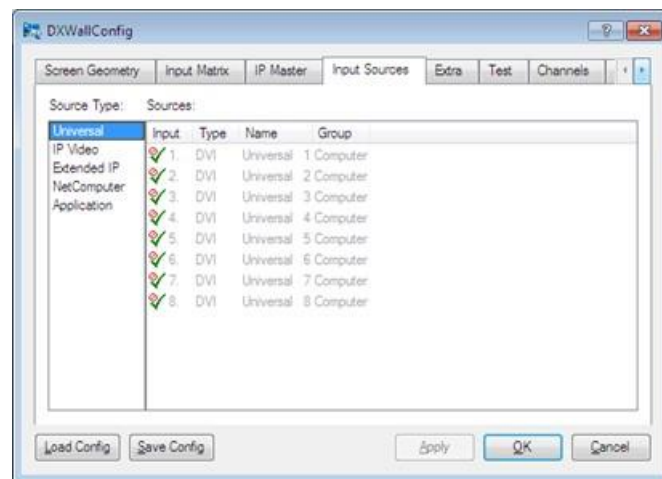 DXWallConfig
Screen Geometry Input Matrix IP Master Input Sources Extra Test Channels
Source Type: Sources:
Universal
IP Video
Extended IP
NetComputer
Application
Input Type Name Group
1. DVI Universal 1 Computer
2. DVI Universal 2 Computer
3. DVI Universal 3 Computer
4. DVI Universal 4 Computer
5. DVI Universal 5 Computer
6. DVI Universal 6 Computer
7. DVI Universal 7 Computer
8. DVI Universal 8 Computer
Load Config Save Config Apply OK Cancel